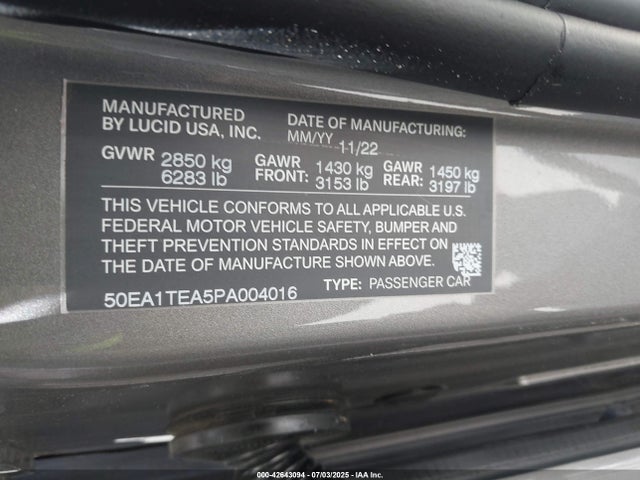 MANUFACTURED
BY LUCID USA, INC.
DATE OF MANUFACTURING:
MM/YY 11/22
GVWR 2850 kg
6283 lb
GAWR 1430 kg
FRONT: 3153 lb
GAWR 1450 kg
REAR: 3197 lb
THIS VEHICLE CONFORMS TO ALL APPLICABLE U.S.
FEDERAL MOTOR VEHICLE SAFETY, BUMPER AND
THEFT PREVENTION STANDARDS IN EFFECT ON
THE DATE OF MANUFACTURE SHOWN ABOVE.
50EA1TEA5PA004016 TYPE: PASSENGER CAR
000-42643094 - 07/03/2025 - IAA Inc.